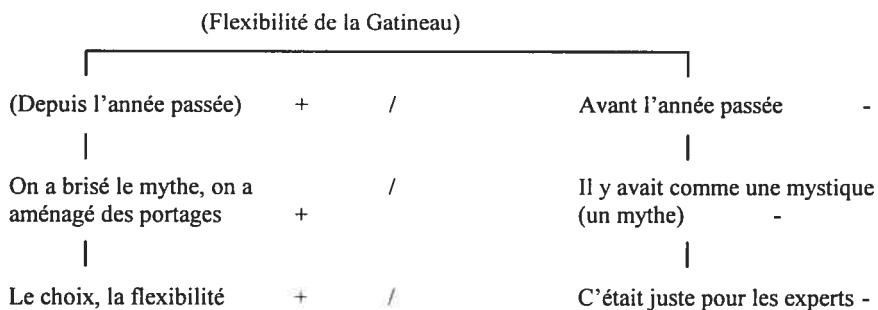 (Flexibilité de la Gatineau)
(Depuis l'année passée) + / Avant l'année passée -
On a brisé le mythe, on a / Il y avait comme une mystique
aménagé des portages + (un mythe) -
Le choix, la flexibilité + / C'était juste pour les experts -